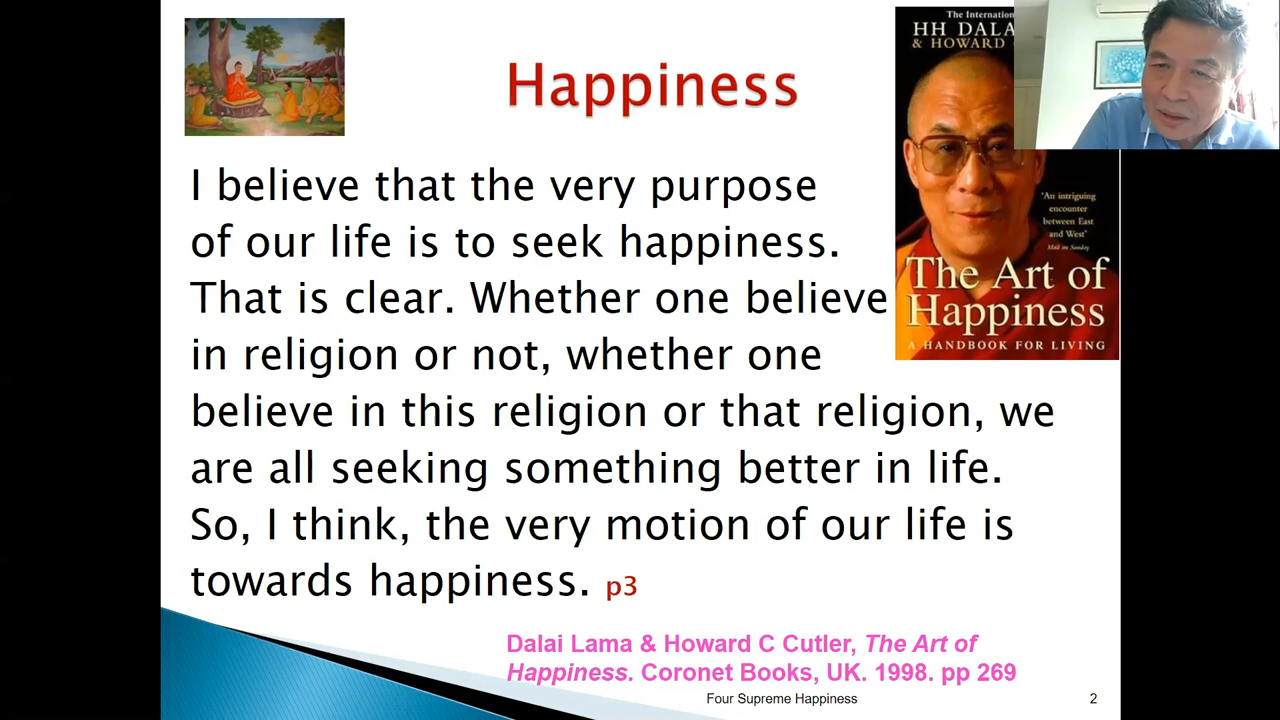 Happiness
I believe that the very purpose
of our life is to seek happiness.
That is clear. Whether one believe
in religion or not, whether one
believe in this religion or that religion, we
are all seeking something better in life.
So, I think, the very motion of our life is
towards happiness. p3
The Internation
HH DALA
& HOWARD
'An intriguing
encounter
between East
and West'
Mail on Sunday
The Art of
Happiness
A HANDBOOK FOR LIVING
Dalai Lama & Howard C Cutler, The Art of
Happiness. Coronet Books, UK. 1998. pp 269
Four Supreme Happiness
2